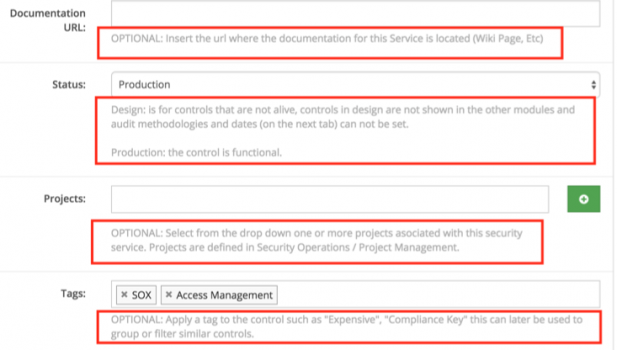 Documentation
URL:
OPTIONAL: Insert the url where the documentation for this Service is located (Wiki Page, Etc)
Status:
Production
Design: is for controls that are not alive, controls in design are not shown in the other modules and
audit methodologies and dates (on the next tab) can not be set.
Production: the control is functional.
Projects:
OPTIONAL: Select from the drop down one or more projects asociated with this security
service. Projects are defined in Security Operations / Project Management.
Tags:
× SOX × Access Management
OPTIONAL: Apply a tag to the control such as "Expensive", "Compliance Key" this can later be used to
group or filter similar controls.